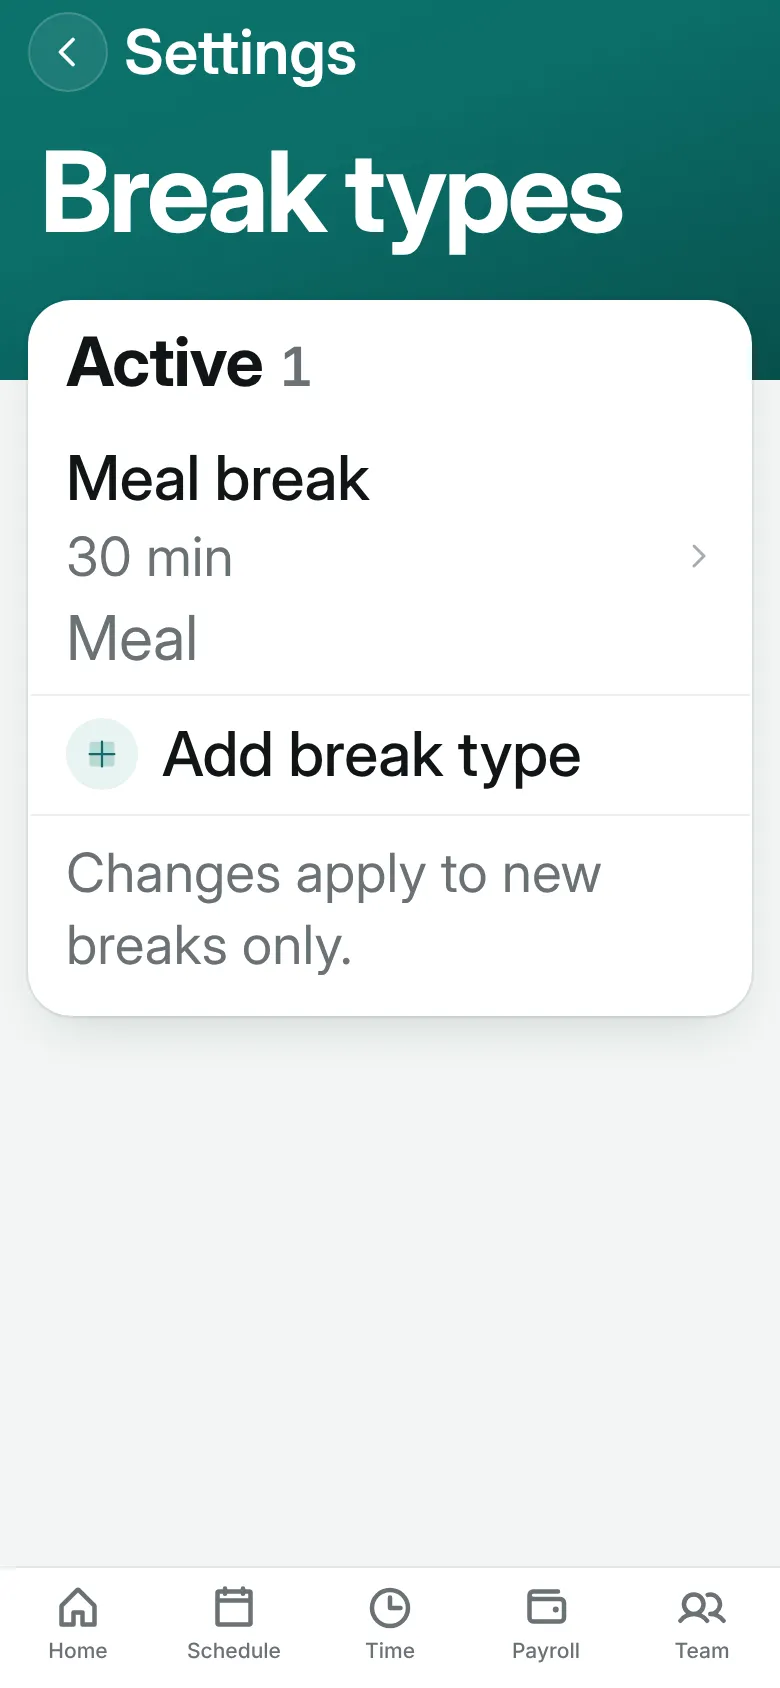 Settings
Break types
Active 1
Meal break
30 min
Meal
Add break type
Changes apply to new
breaks only.
Home
Schedule
Time
Payroll
Team